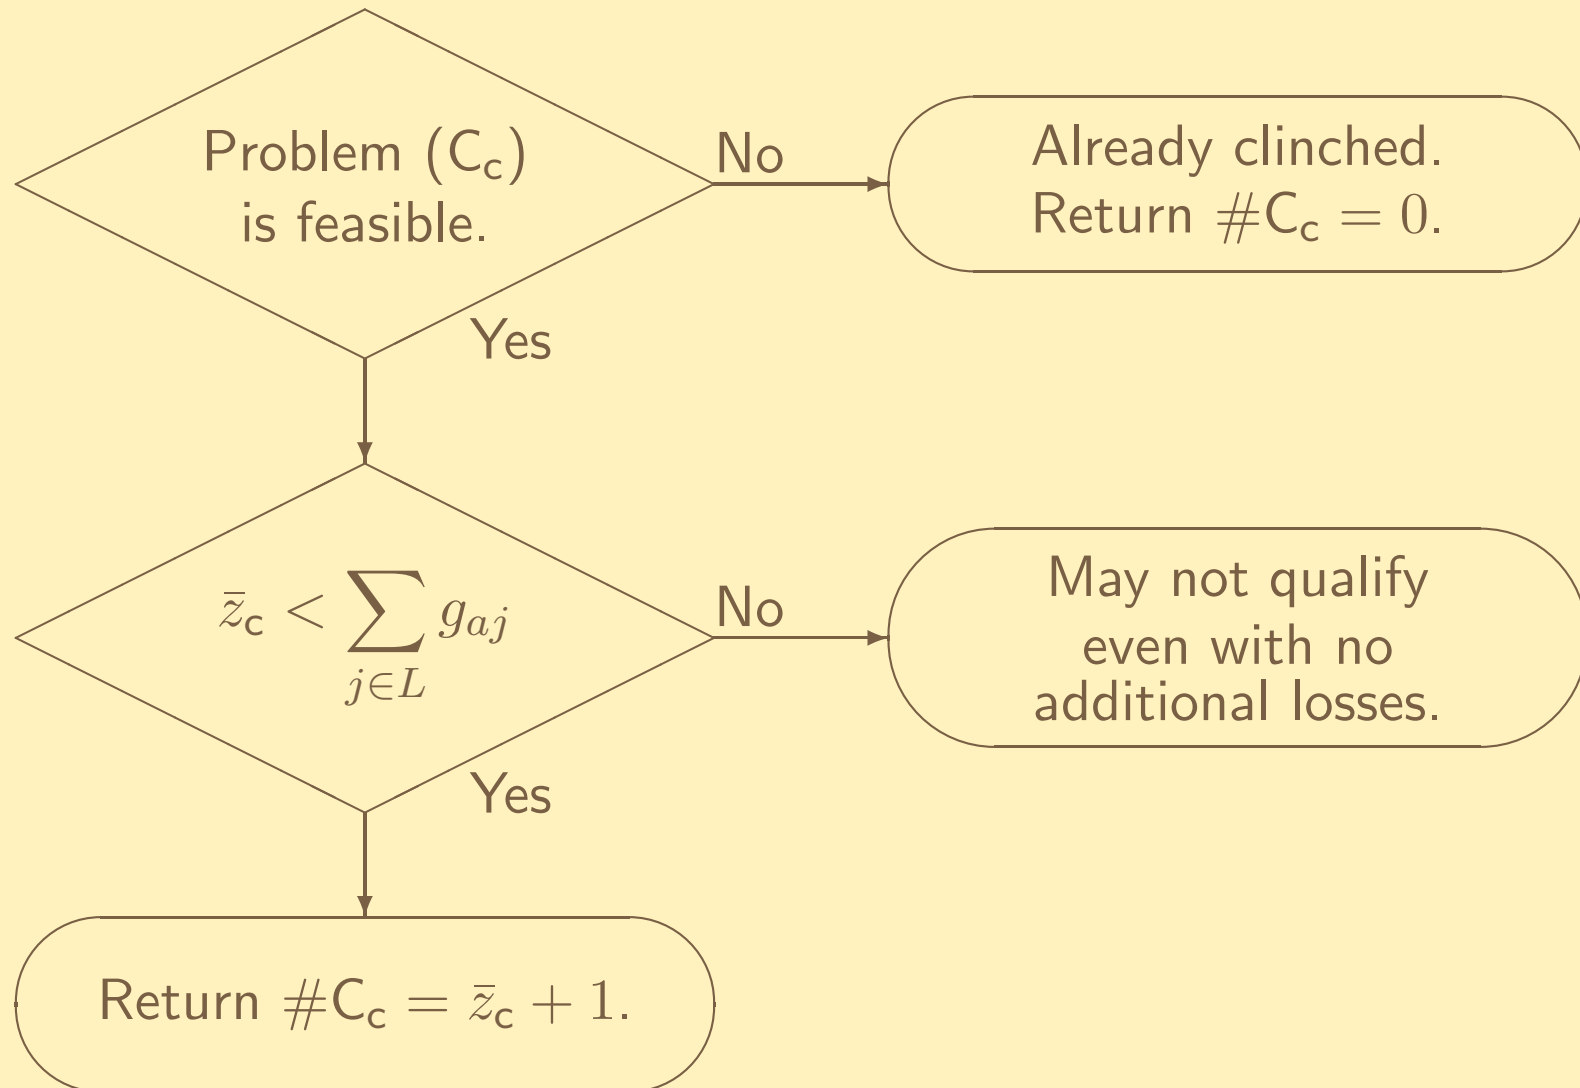 Problem (C_c)
is feasible.
No
Already clinched.
Return #C_c = 0.
Yes
z̄_c < ∑_{j∈L} g_{aj}
No
May not qualify
even with no
additional losses.
Yes
Return #C_c = z̄_c + 1.